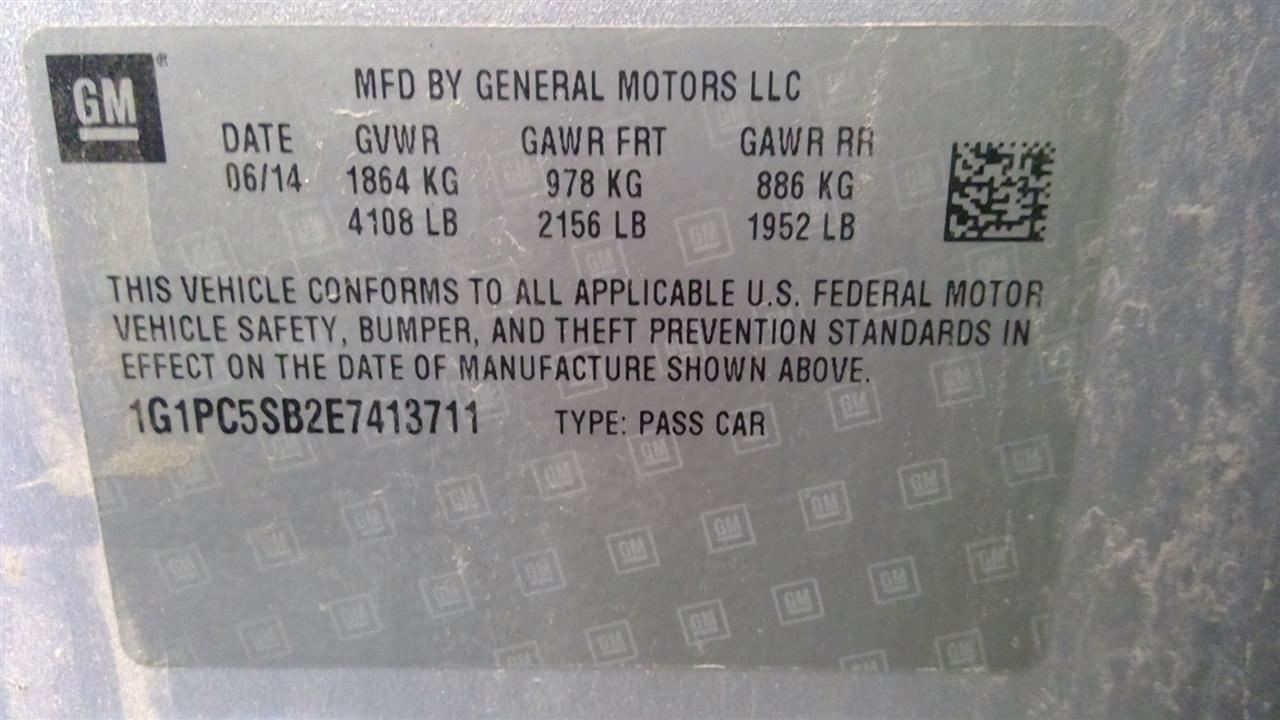 GM
MFD BY GENERAL MOTORS LLC
DATE GVWR GAWR FRT GAWR RR
06/14 1864 KG 978 KG 886 KG
4108 LB 2156 LB 1952 LB
THIS VEHICLE CONFORMS TO ALL APPLICABLE U.S. FEDERAL MOTOR
VEHICLE SAFETY, BUMPER, AND THEFT PREVENTION STANDARDS IN
EFFECT ON THE DATE OF MANUFACTURE SHOWN ABOVE.
1G1PC5SB2E7413711 TYPE: PASS CAR